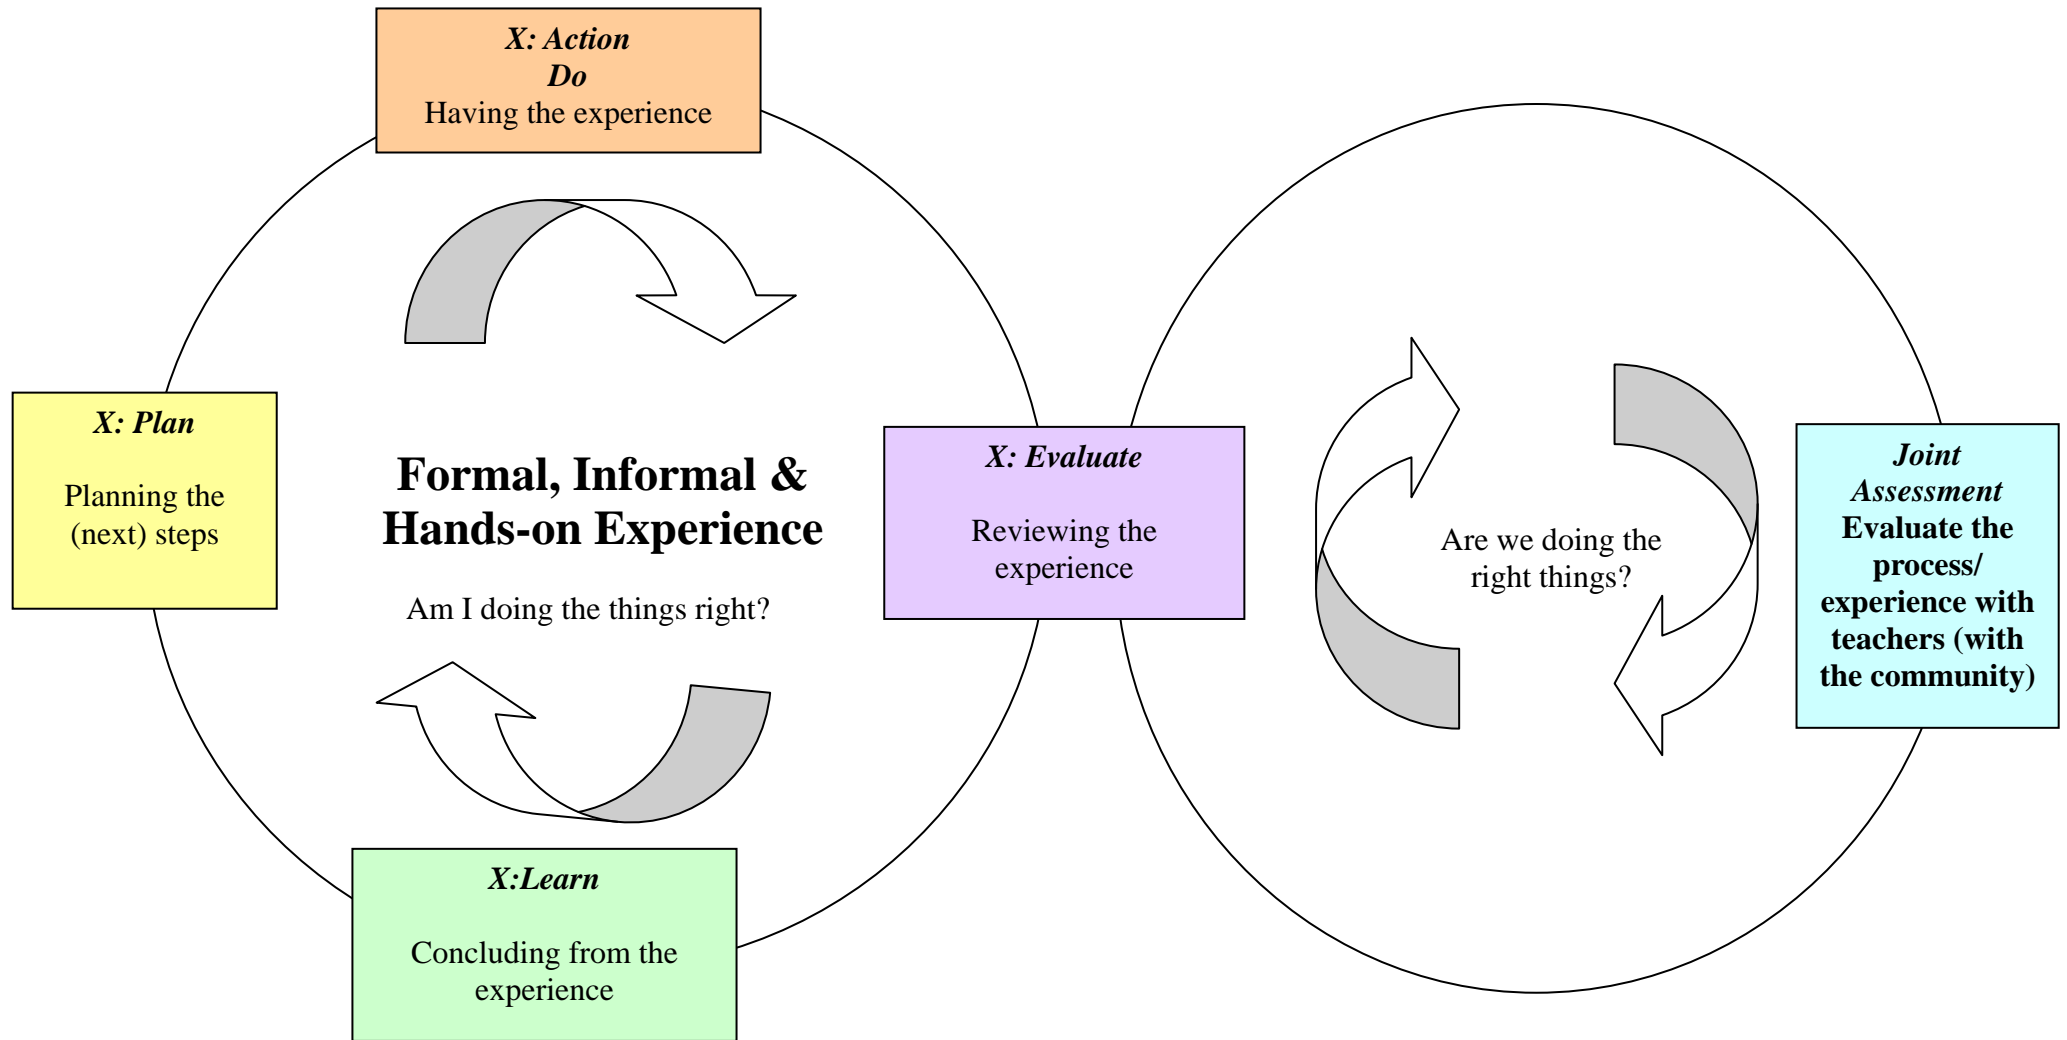 X: Action
Do
Having the experience
X: Plan
Planning the
(next) steps
Formal, Informal &
Hands-on Experience
Am I doing the things right?
X: Evaluate
Reviewing the
experience
X:Learn
Concluding from the
experience
Are we doing the
right things?
Joint
Assessment
Evaluate the
process/
experience with
teachers (with
the community)